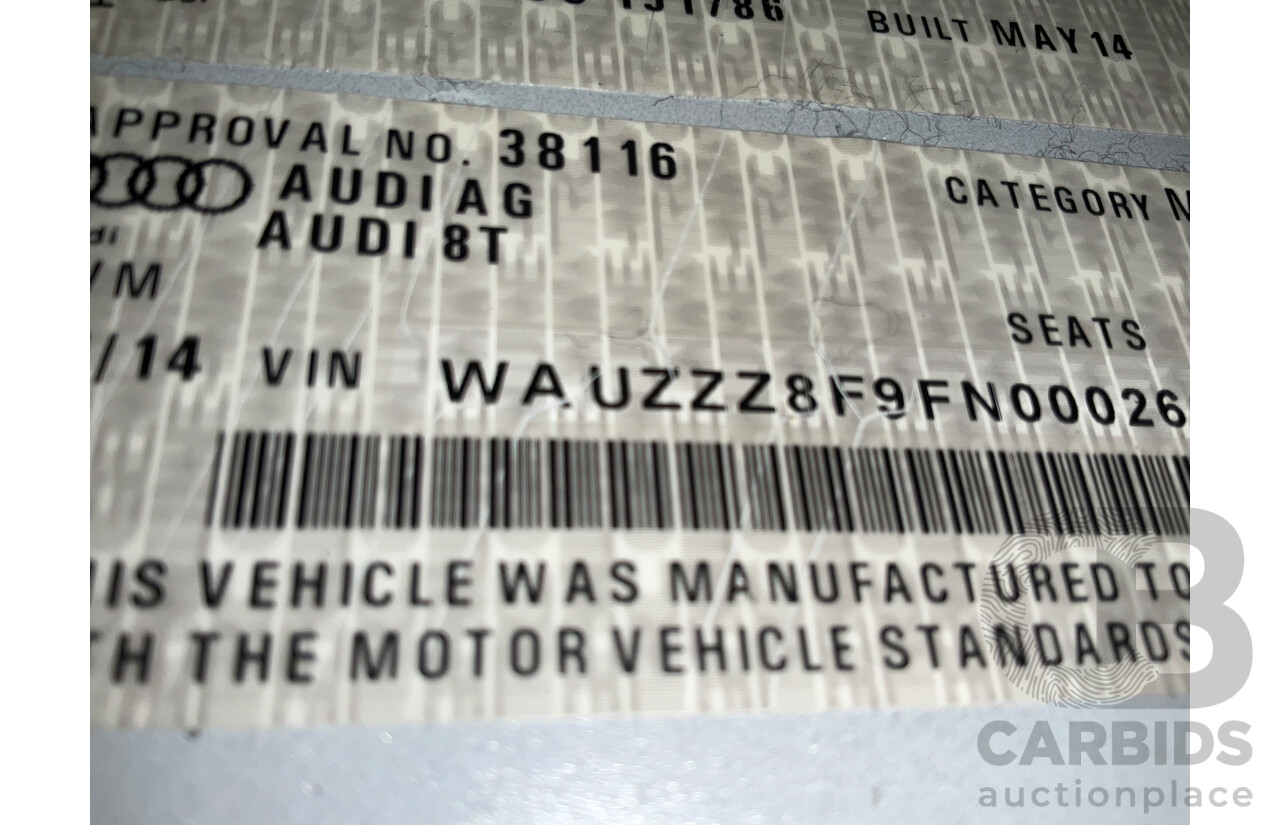 BUILT MAY 14
APPROVAL NO. 38116
AUDI AG
CATEGORY
AUDI 8T
/M
SEATS
/14 VIN WAUZZZ8F9FN00026
IS VEHICLE WAS MANUFACTURED TO
TH THE MOTOR VEHICLE STANDARDS
CB
CARBIDS
auctionplace